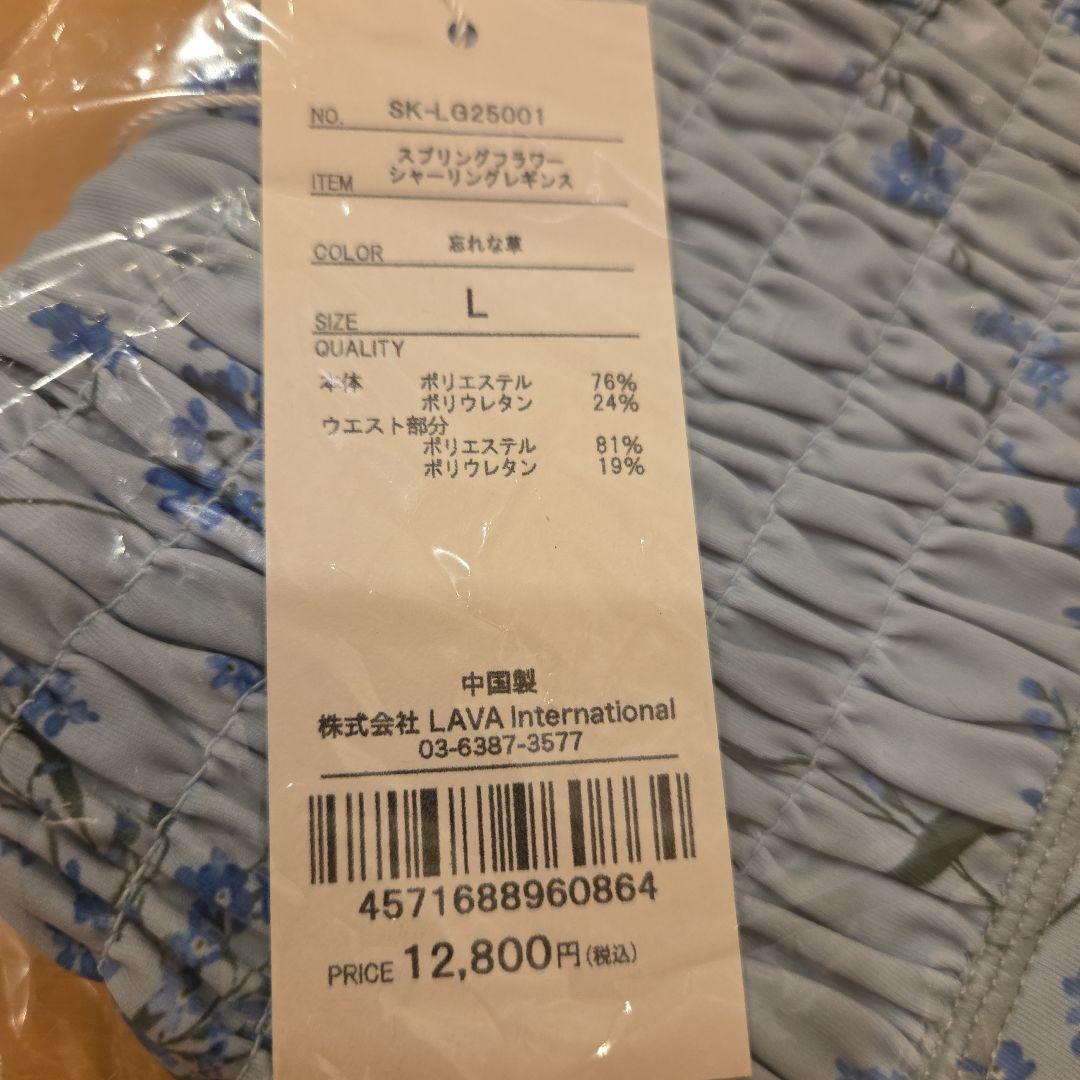 NO. SK-LG25001
スプリングフラワー
ITEM シャーリングレギンス
COLOR 忘れな草
SIZE L
QUALITY
本体 ポリエステル 76%
ポリウレタン 24%
ウエスト部分
ポリエステル 81%
ポリウレタン 19%
中国製
株式会社 LAVA International
03-6387-3577
4571688960864
PRICE 12,800円(税込)